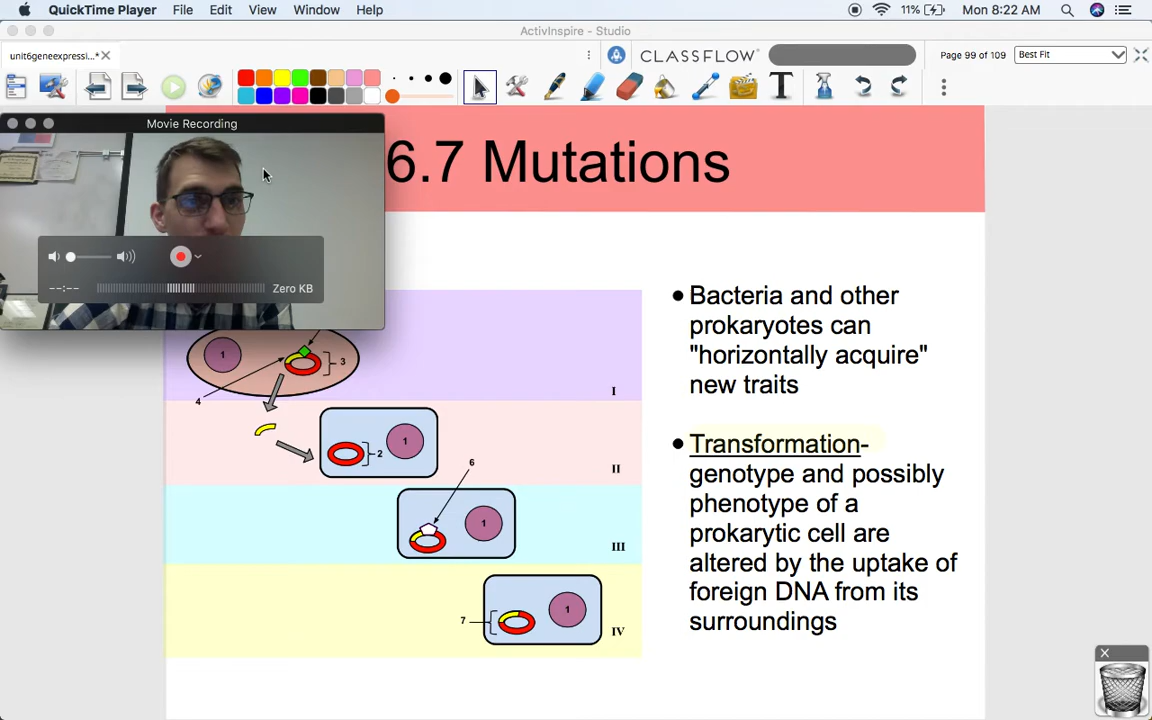 QuickTime Player File Edit View Window Help 11% Mon 8:22 AM
ActivInspire - Studio
unit6geneexpressi...*
CLASSFLOW
Page 99 of 109
Best Fit
Movie Recording
--:--
Zero KB
6.7 Mutations
1
3
4
I
2
1
II
6
1
III
7
1
IV
•Bacteria and other
prokaryotes can
"horizontally acquire"
new traits
•Transformation-
genotype and possibly
phenotype of a
prokarytic cell are
altered by the uptake of
foreign DNA from its
surroundings